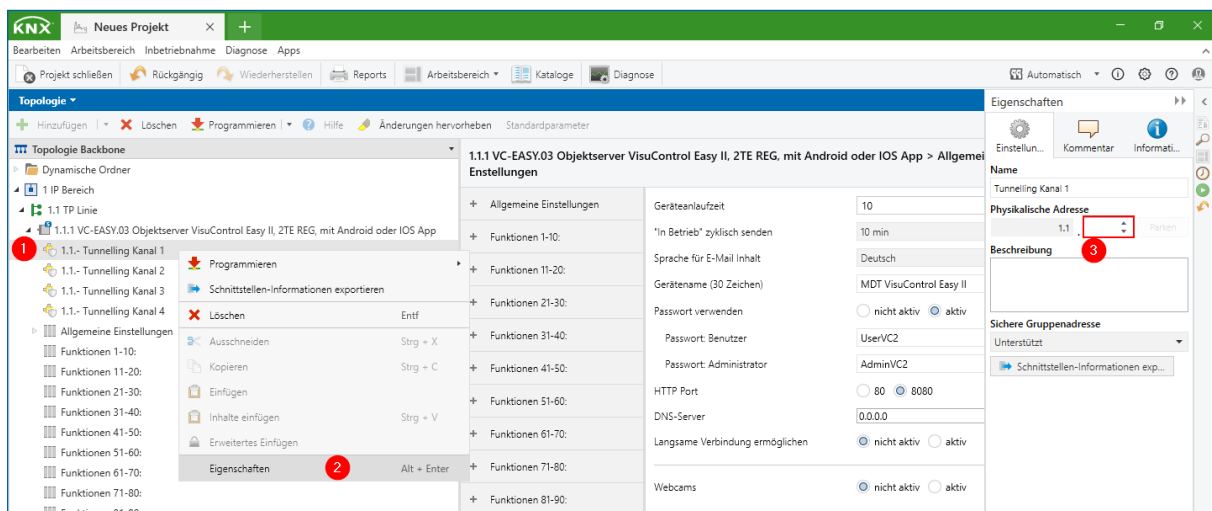 KNX Neues Projekt × +
Bearbeiten Arbeitsbereich Inbetriebnahme Diagnose Apps
Projekt schließen Rückgängig Wiederherstellen Reports Arbeitsbereich Kataloge Diagnose Automatisch
Topologie
Hinzufügen Löschen Programmieren Hilfe Änderungen hervorheben Standardparameter
Topologie Backbone
Dynamische Ordner
1 IP Bereich
1.1 TP Linie
1.1.1 VC-EASY.03 Objektserver VisuControl Easy II, 2TE REG, mit Android oder IOS App
1 1.1.- Tunnelling Kanal 1
1.1.- Tunnelling Kanal 2
1.1.- Tunnelling Kanal 3
1.1.- Tunnelling Kanal 4
Allgemeine Einstellungen
Funktionen 1-10:
Funktionen 11-20:
Funktionen 21-30:
Funktionen 31-40:
Funktionen 41-50:
Funktionen 51-60:
Funktionen 61-70:
Funktionen 71-80:
Programmieren
Schnittstellen-Informationen exportieren
Löschen Entf
Ausschneiden Strg + X
Kopieren Strg + C
Einfügen
Inhalte einfügen Strg + V
Erweitertes Einfügen
Eigenschaften 2 Alt + Enter
1.1.1 VC-EASY.03 Objektserver VisuControl Easy II, 2TE REG, mit Android oder IOS App > Allgemei
Enstellungen
+ Allgemeine Einstellungen
+ Funktionen 1-10:
+ Funktionen 11-20:
+ Funktionen 21-30:
+ Funktionen 31-40:
+ Funktionen 41-50:
+ Funktionen 51-60:
+ Funktionen 61-70:
+ Funktionen 71-80:
+ Funktionen 81-90:
Geräteanlaufzeit 10
"In Betrieb" zyklisch senden 10 min
Sprache für E-Mail Inhalt Deutsch
Gerätename (30 Zeichen) MDT VisuControl Easy II
Passwort verwenden nicht aktiv aktiv
Passwort: Benutzer UserVC2
Passwort: Administrator AdminVC2
HTTP Port 80 8080
DNS-Server 0.0.0.0
Langsame Verbindung ermöglichen nicht aktiv aktiv
Webcams nicht aktiv aktiv
Eigenschaften
Einstellun... Kommentar Informati...
Name
Tunnelling Kanal 1
Physikalische Adresse
1.1 . Parken
3
Beschreibung
Sichere Gruppenadresse
Unterstützt
Schnittstellen-Informationen exp...